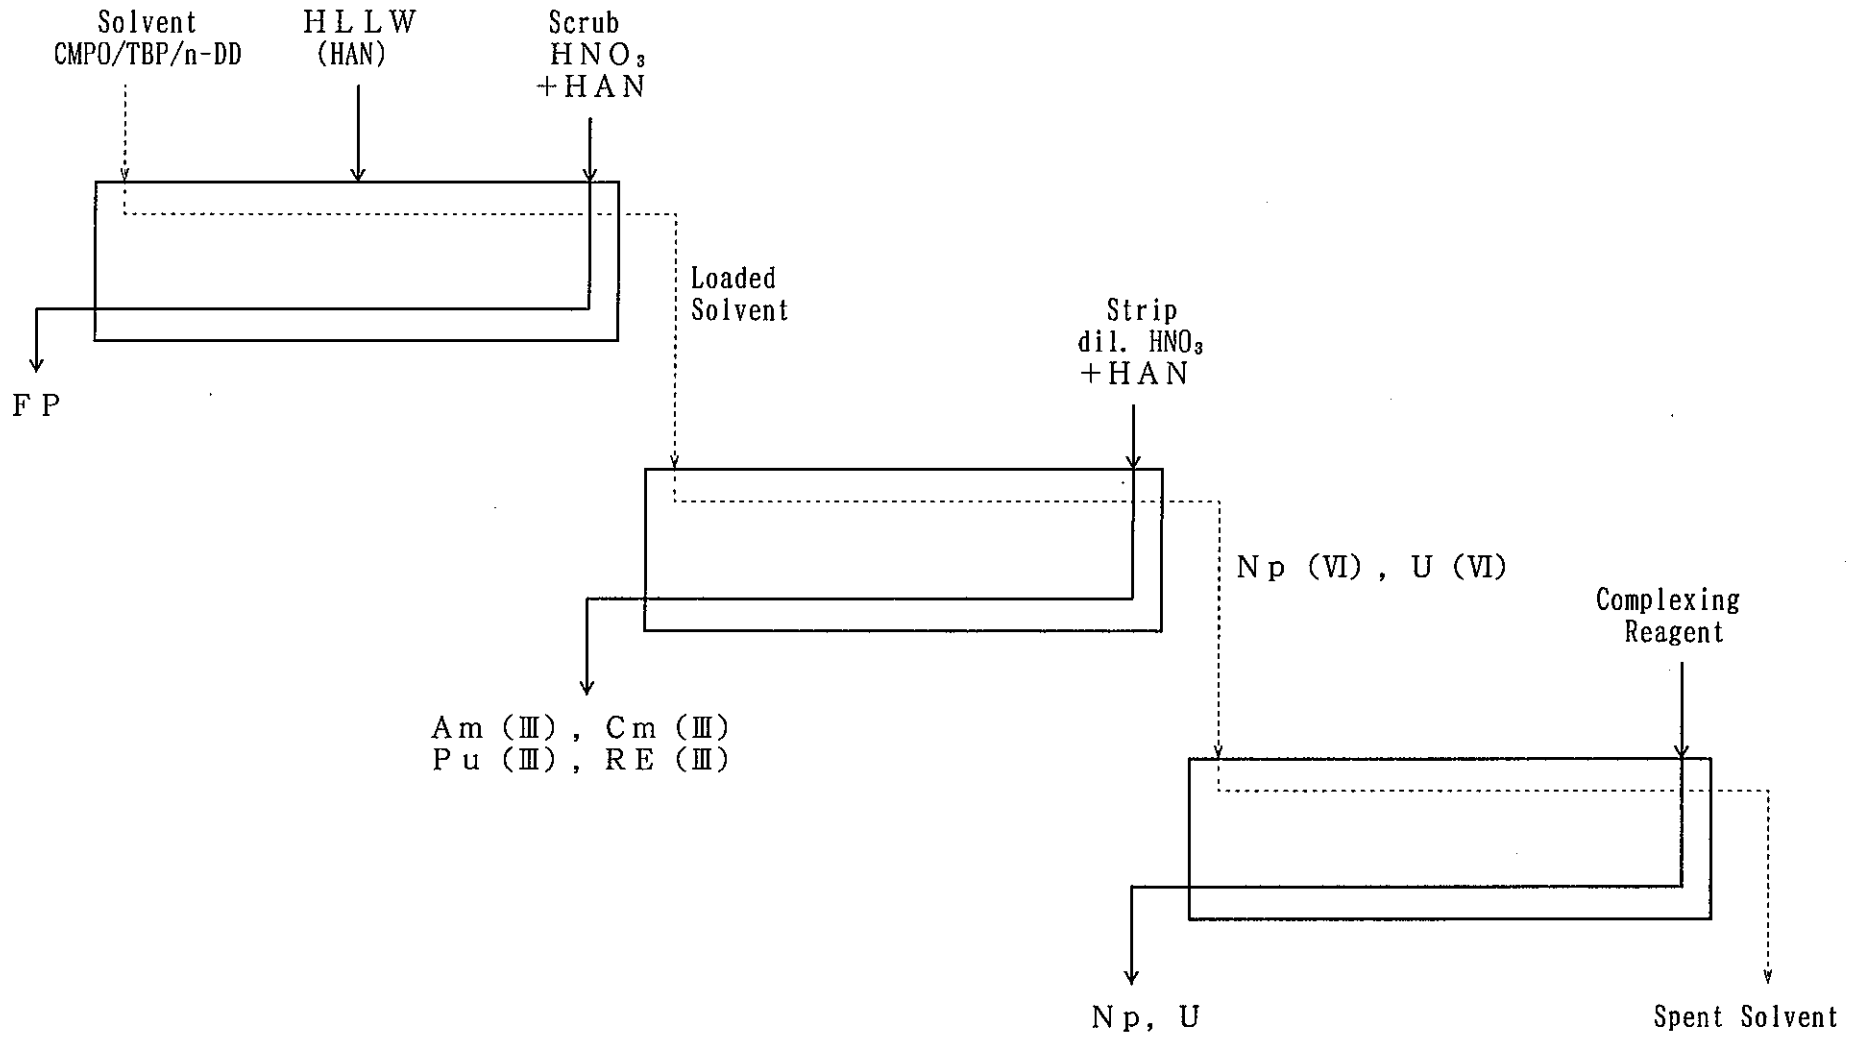 Solvent
CMPO/TBP/n-DD
HLLW
(HAN)
Scrub
HNO₃
+HAN
Loaded
Solvent
FP
Strip
dil. HNO₃
+HAN
Np (Ⅵ), U (Ⅵ)
Complexing
Reagent
Am (Ⅲ), Cm (Ⅲ)
Pu (Ⅲ), RE (Ⅲ)
Np, U
Spent Solvent